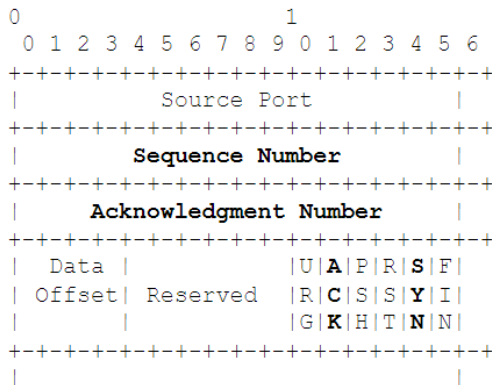 0                   1
 0 1 2 3 4 5 6 7 8 9 0 1 2 3 4 5 6
+-+-+-+-+-+-+-+-+-+-+-+-+-+-+-+-+-+
|          Source Port          |
+-+-+-+-+-+-+-+-+-+-+-+-+-+-+-+-+-+
|        Sequence Number        |
+-+-+-+-+-+-+-+-+-+-+-+-+-+-+-+-+-+
|     Acknowledgment Number     |
+-+-+-+-+-+-+-+-+-+-+-+-+-+-+-+-+-+
|  Data |           |U|A|P|R|S|F|
| Offset| Reserved  |R|C|S|S|Y|I|
|       |           |G|K|H|T|N|N|
+-+-+-+-+-+-+-+-+-+-+-+-+-+-+-+-+-+
|                               |